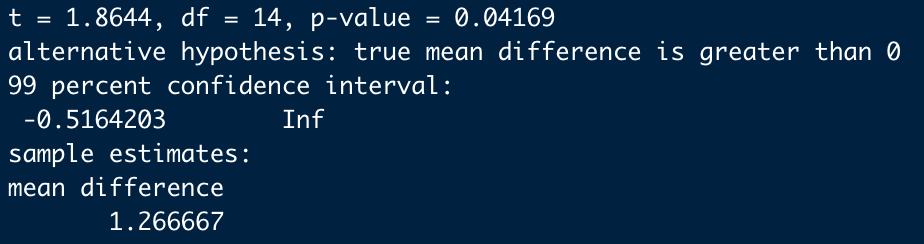 t = 1.8644, df = 14, p-value = 0.04169
alternative hypothesis: true mean difference is greater than 0
99 percent confidence interval:
 -0.5164203        Inf
sample estimates:
mean difference
       1.266667